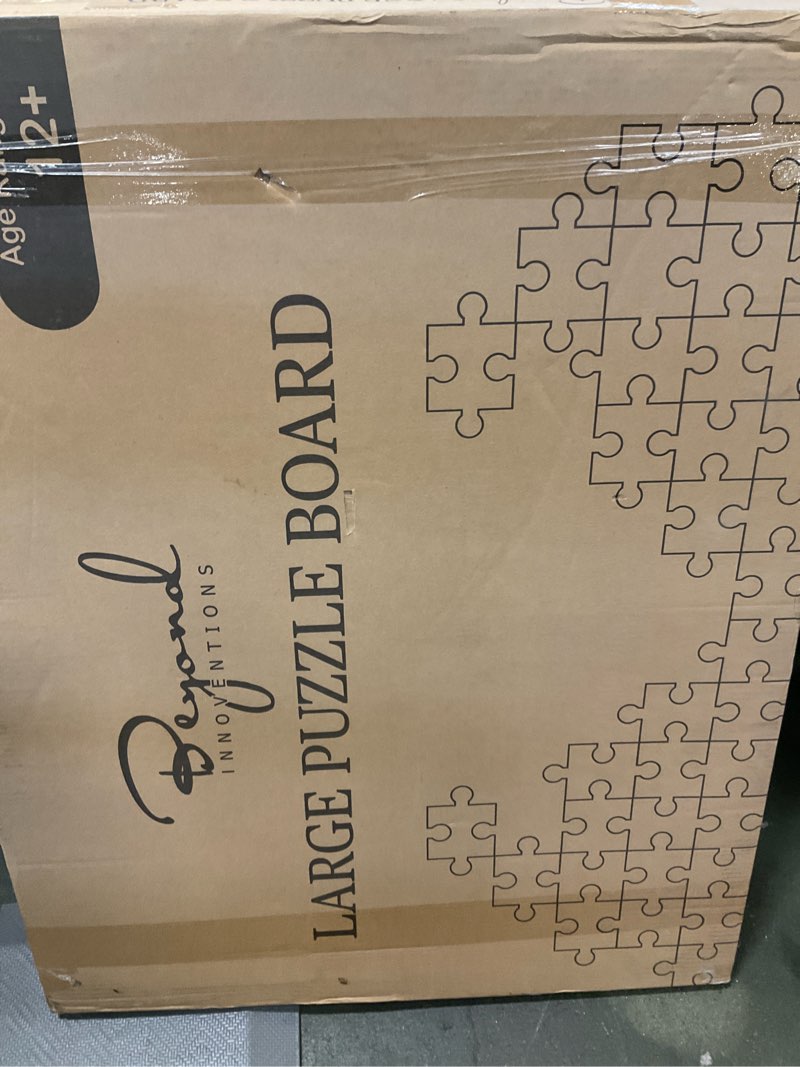 Age
12+
Beyond
INNOVENTIONS
LARGE PUZZLE BOARD